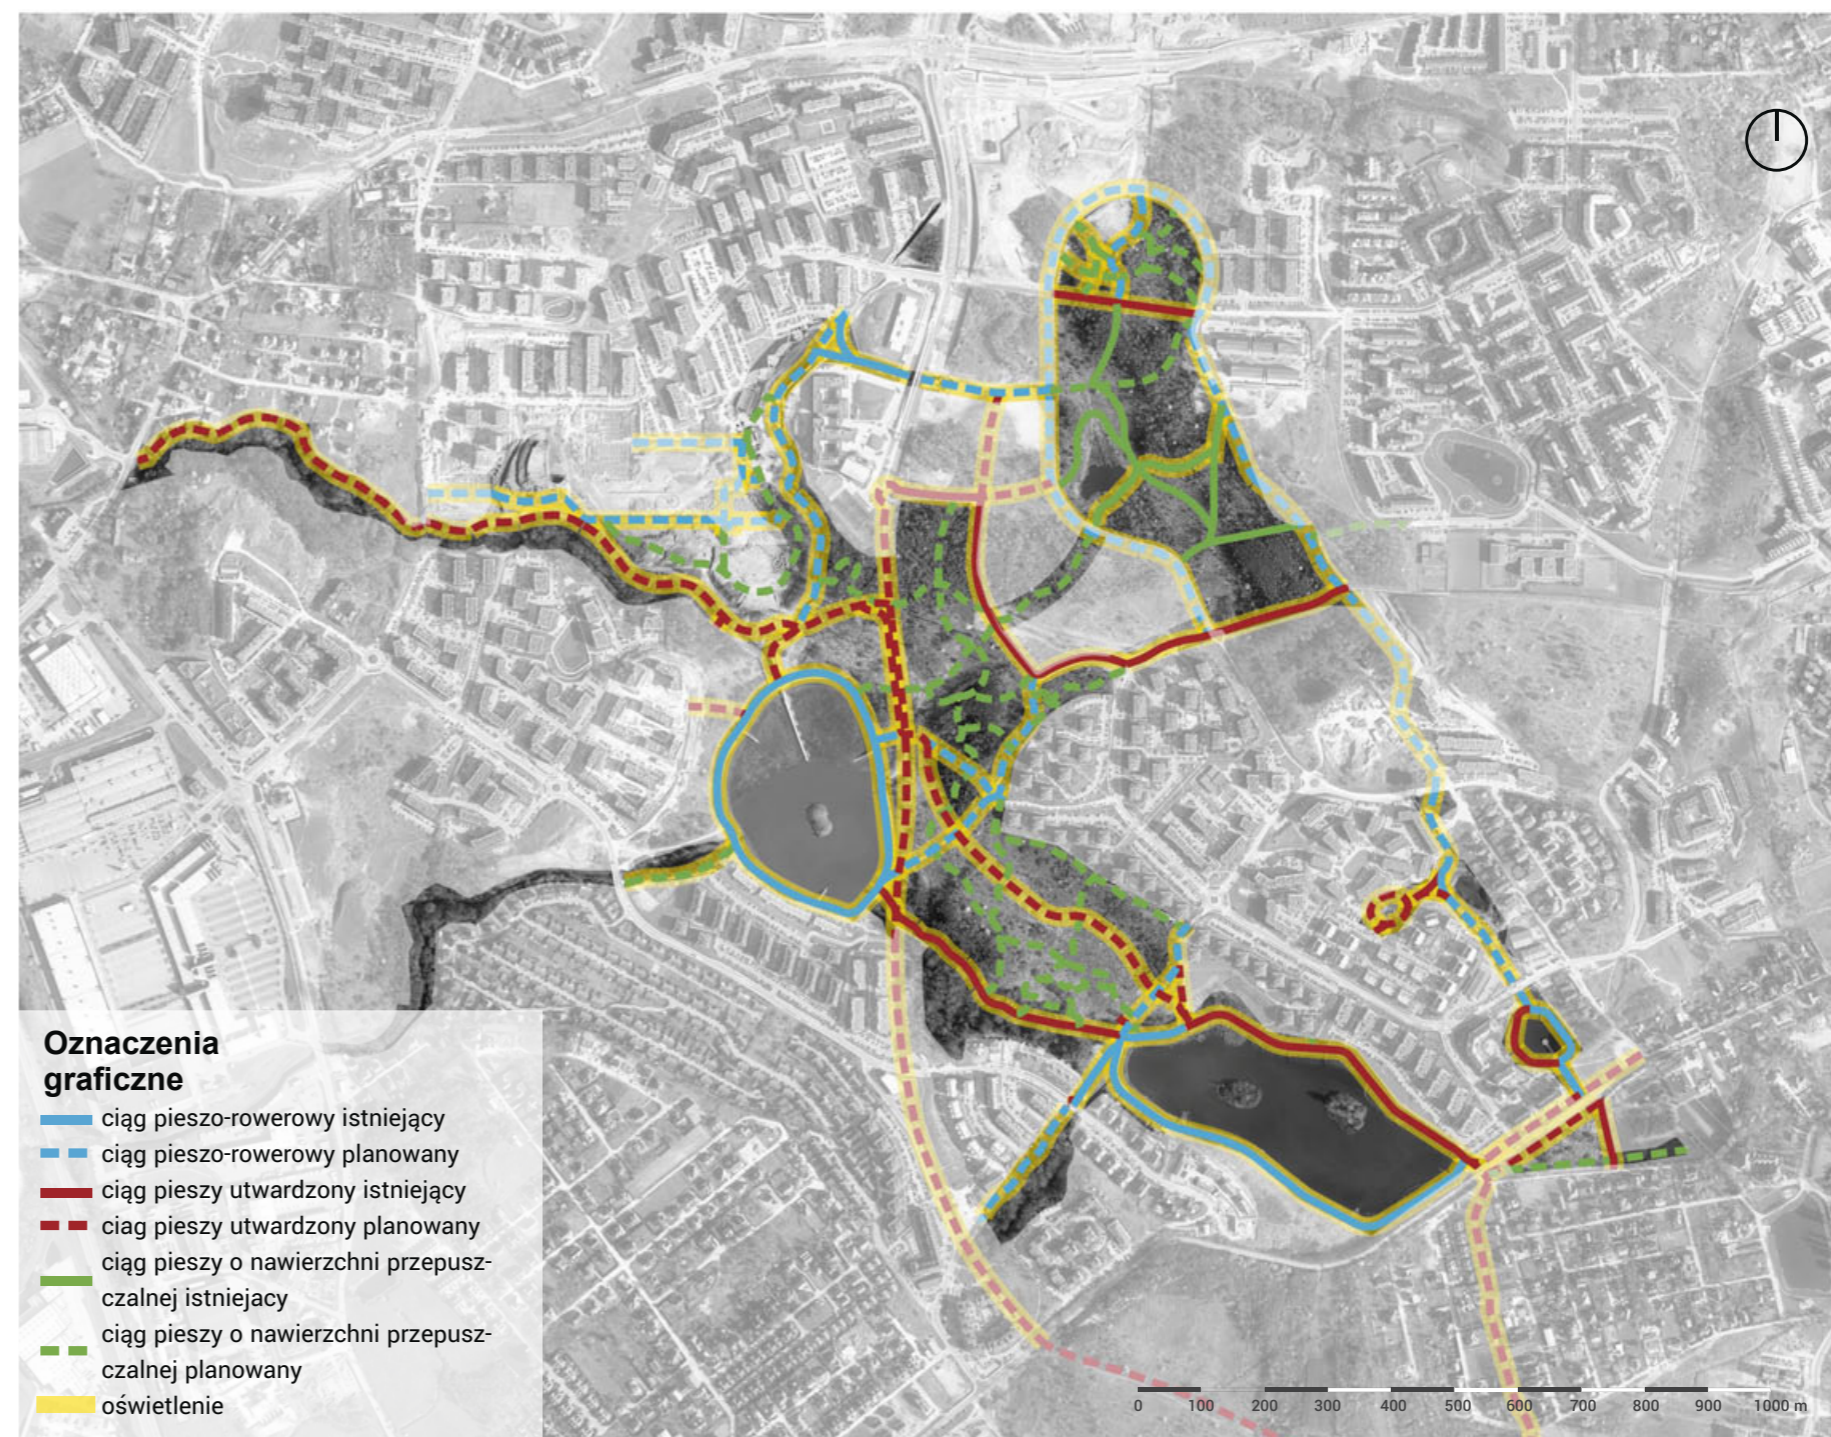 Oznaczenia
graficzne
ciąg pieszo-rowerowy istniejący
ciąg pieszo-rowerowy planowany
ciąg pieszy utwardzony istniejący
ciag pieszy utwardzony planowany
ciąg pieszy o nawierzchni przepusz-
czalnej istniejacy
ciąg pieszy o nawierzchni przepusz-
czalnej planowany
oświetlenie
0 100 200 300 400 500 600 700 800 900 1000 m